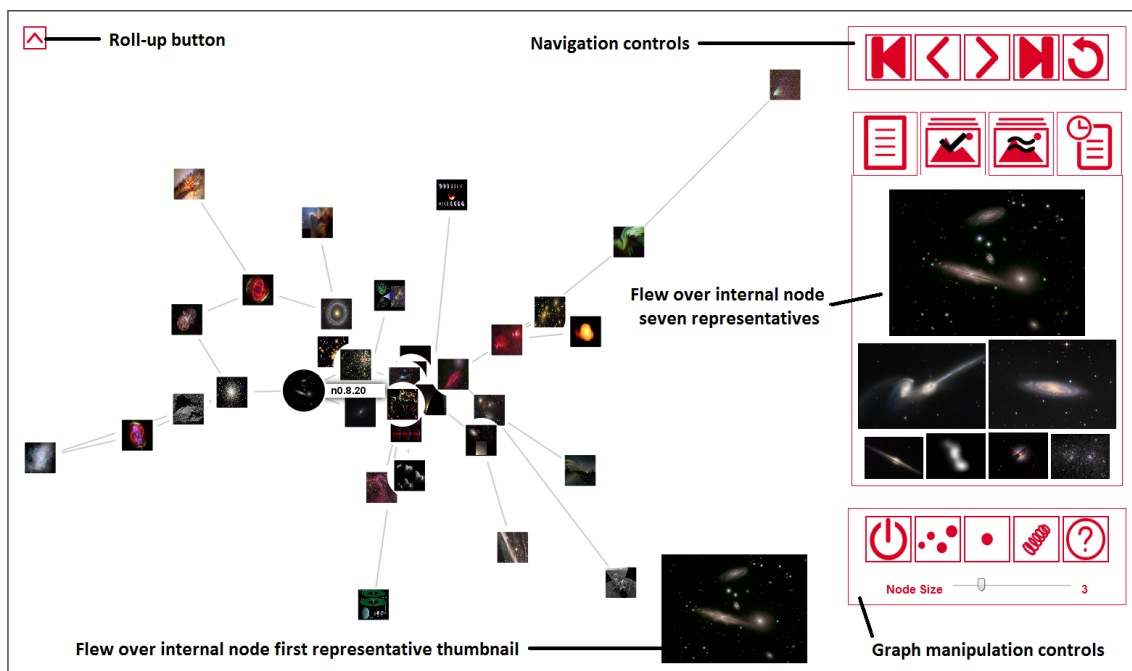 Roll-up button
Navigation controls
Flew over internal node
seven representatives
n0.8.20
Node Size
3
Flew over internal node first representative thumbnail
Graph manipulation controls